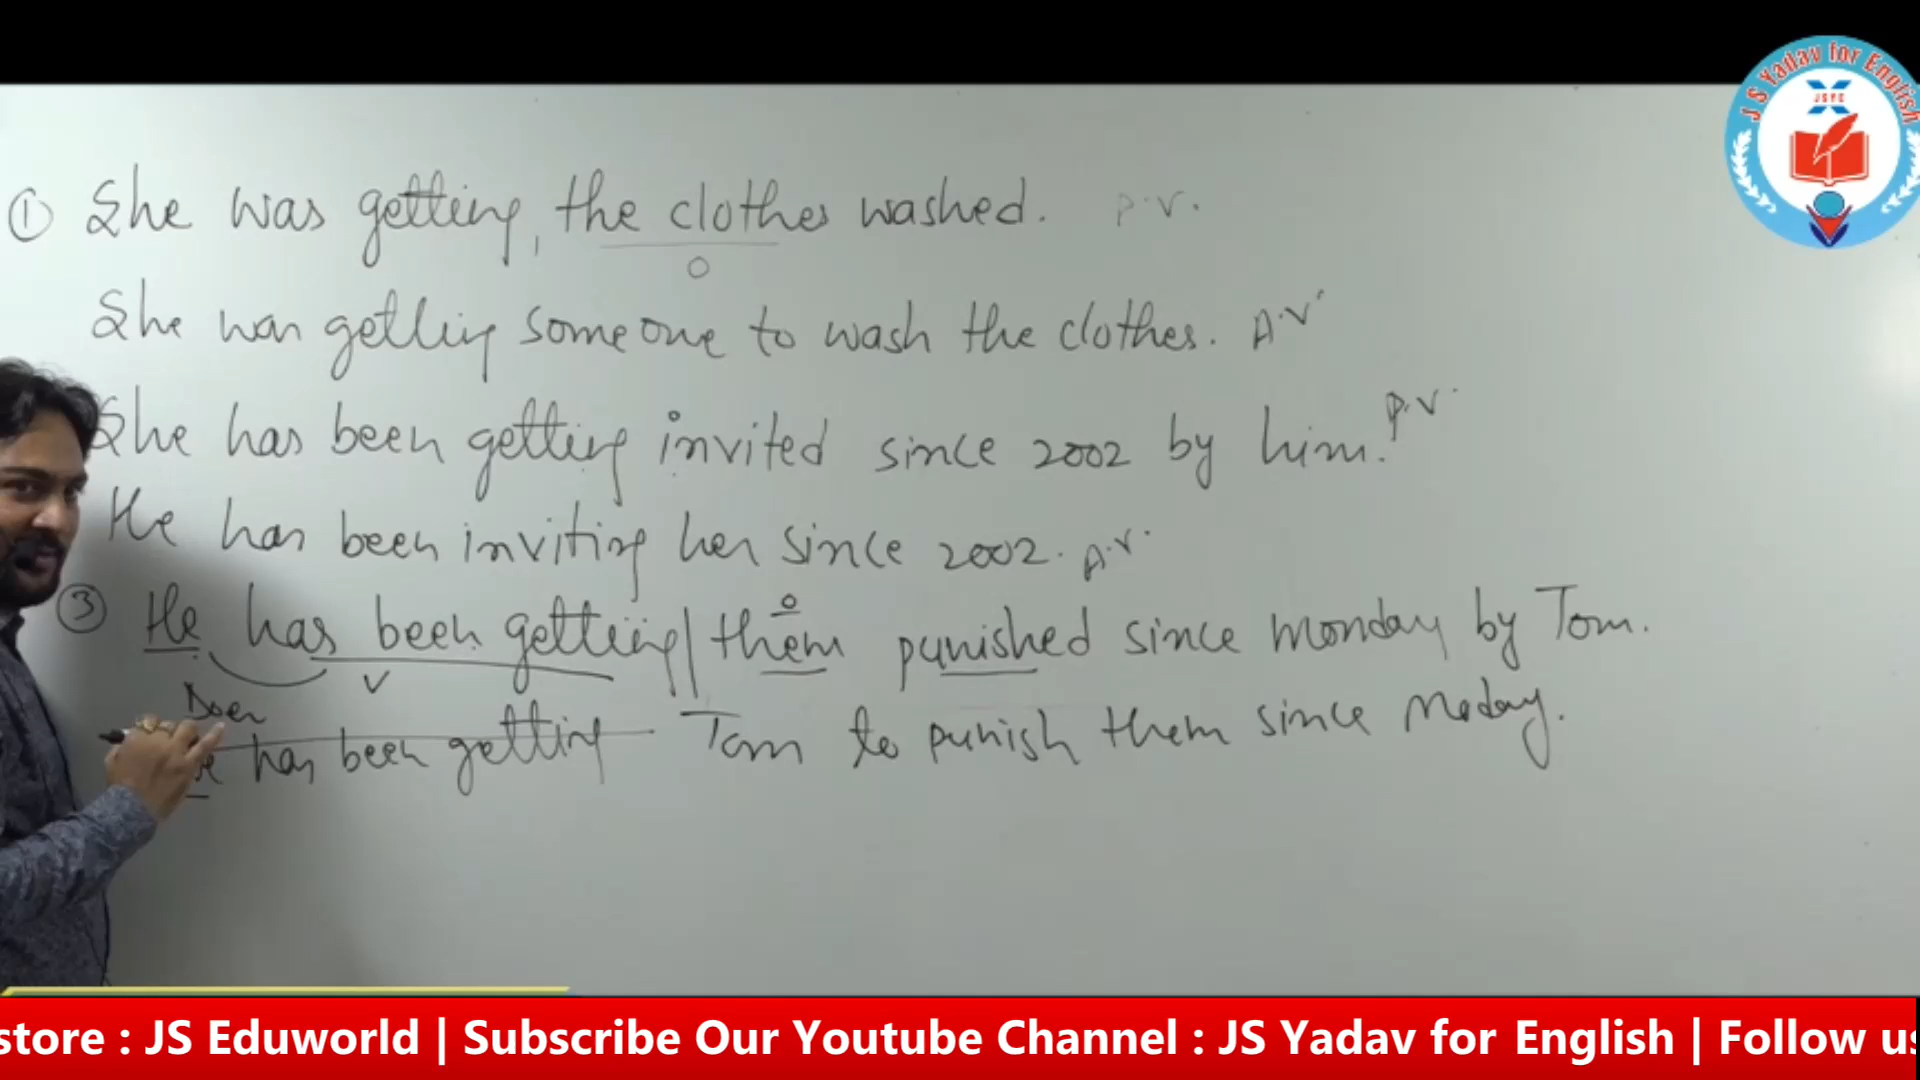 J S Yadav for English
JSYE
① She was getting, the clothes washed. P.V.
O
She was getting someone to wash the clothes. A.V
She has been getting invited since 2002 by him. P.V.
He has been inviting her since 2002. A.V.
③ He has been getting/ them punished since monday by Tom.
O
V
Doer
has been getting Tom to punish them since Moday.
store : JS Eduworld | Subscribe Our Youtube Channel : JS Yadav for English | Follow us